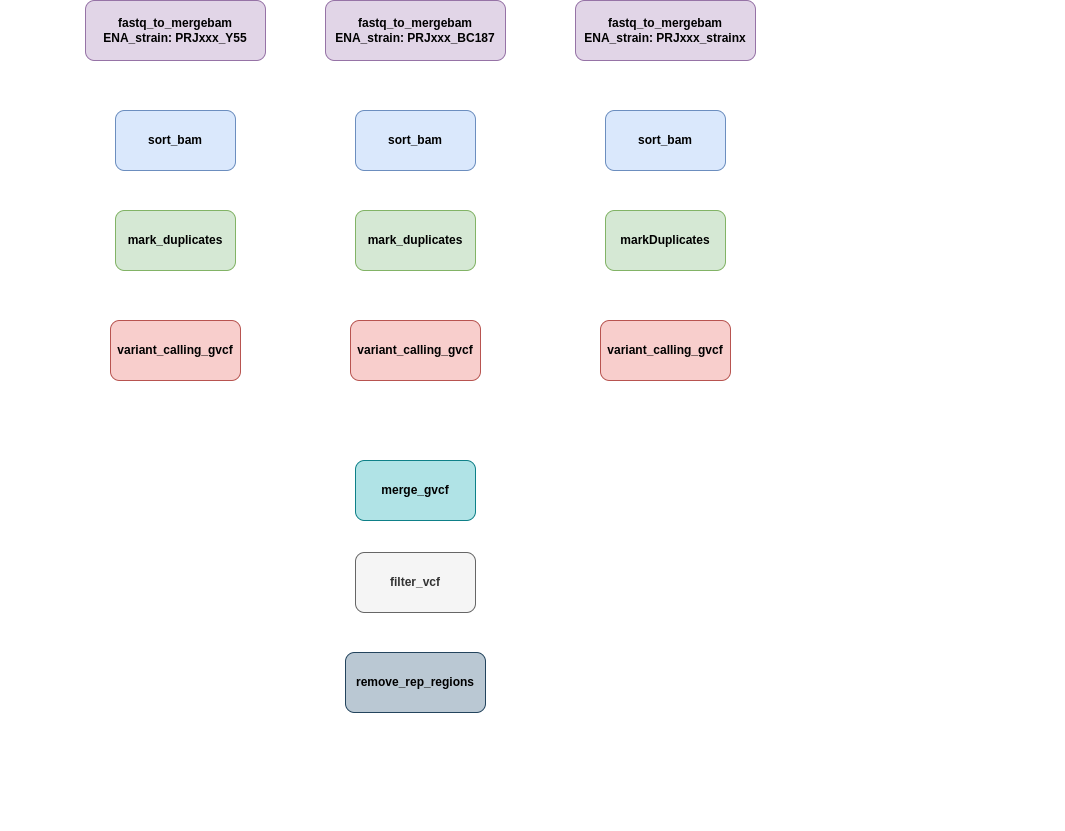 fastq_to_mergebam
ENA_strain: PRJxxx_Y55
fastq_to_mergebam
ENA_strain: PRJxxx_BC187
fastq_to_mergebam
ENA_strain: PRJxxx_strainx
sort_bam
sort_bam
sort_bam
mark_duplicates
mark_duplicates
markDuplicates
variant_calling_gvcf
variant_calling_gvcf
variant_calling_gvcf
merge_gvcf
filter_vcf
remove_rep_regions